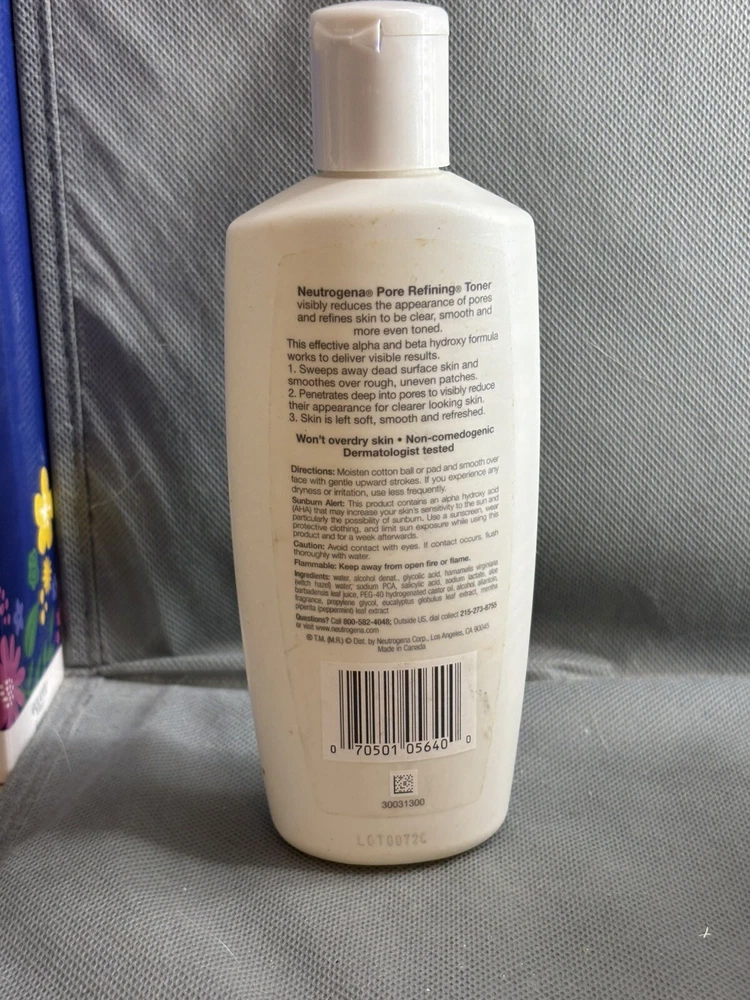 Neutrogena® Pore Refining® Toner
visibly reduces the appearance of pores
and refines skin to be clear, smooth and
more even toned.
This effective alpha and beta hydroxy formula
works to deliver visible results.
1. Sweeps away dead surface skin and
smoothes over rough, uneven patches.
2. Penetrates deep into pores to visibly reduce
their appearance for clearer looking skin.
3. Skin is left soft, smooth and refreshed.
Won't overdry skin • Non-comedogenic
Dermatologist tested
Directions: Moisten cotton ball or pad and smooth over
face with gentle upward strokes. If you experience any
dryness or irritation, use less frequently.
Sunburn Alert: This product contains an alpha hydroxy acid
(AHA) that may increase your skin's sensitivity to the sun and
particularly the possibility of sunburn. Use a sunscreen, wear
protective clothing, and limit sun exposure while using this
product and for a week afterwards.
Caution: Avoid contact with eyes. If contact occurs, flush
thoroughly with water.
Flammable: Keep away from open fire or flame.
Ingredients: water, alcohol denat., glycolic acid, hamamelis virginiana
(witch hazel) water, sodium PCA, salicylic acid, sodium lactate, aloe
barbadensis leaf juice, PEG-40 hydrogenated castor oil, alcohol, allantoin,
fragrance, propylene glycol, eucalyptus globulus leaf extract, mentha
piperita (peppermint) leaf extract
Questions? Call 800-582-4048; Outside US, dial collect 215-273-8755
or visit www.neutrogena.com
® T.M. (M.R.) © Dist. by Neutrogena Corp., Los Angeles, CA 90045
Made in Canada
0 70501 05640 0
30031300